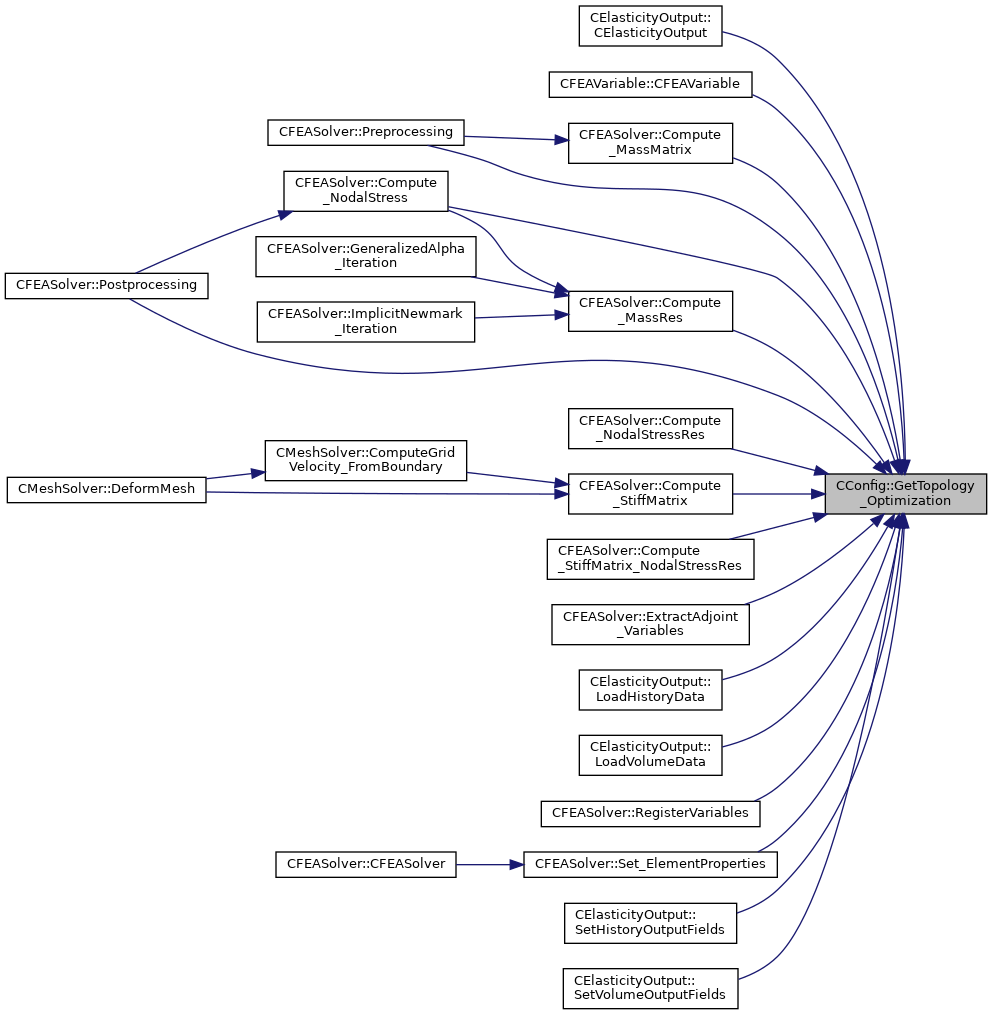 CElasticityOutput::
CElasticityOutput
CFEAVariable::CFEAVariable
CFEASolver::Preprocessing
CFEASolver::Compute
_MassMatrix
CFEASolver::Compute
_NodalStress
CFEASolver::GeneralizedAlpha
_Iteration
CFEASolver::Postprocessing
CFEASolver::ImplicitNewmark
_Iteration
CFEASolver::Compute
_MassRes
CFEASolver::Compute
_NodalStressRes
CMeshSolver::ComputeGrid
Velocity_FromBoundary
CMeshSolver::DeformMesh
CFEASolver::Compute
_StiffMatrix
CConfig::GetTopology
_Optimization
CFEASolver::Compute
_StiffMatrix_NodalStressRes
CFEASolver::ExtractAdjoint
_Variables
CElasticityOutput::
LoadHistoryData
CElasticityOutput::
LoadVolumeData
CFEASolver::RegisterVariables
CFEASolver::CFEASolver
CFEASolver::Set_ElementProperties
CElasticityOutput::
SetHistoryOutputFields
CElasticityOutput::
SetVolumeOutputFields